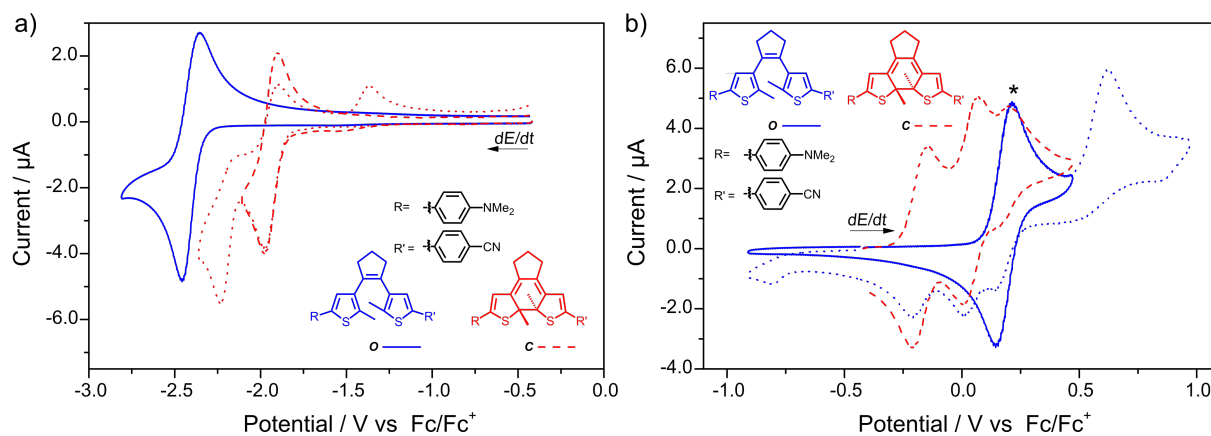 a)
2.0
0.0
-2.0
-4.0
-6.0
Current / µA
dE/dt
R=
NMe2
R' =
CN
R
S
S
R'
R
S
S
R'
O
C
-3.0 -2.5 -2.0 -1.5 -1.0 -0.5 0.0
Potential / V vs Fc/Fc+
b)
6.0
4.0
2.0
0.0
-2.0
-4.0
Current / µA
R
S
S
R'
R
S
S
R'
*
O
C
R=
NMe2
R' =
CN
dE/dt
-1.0 -0.5 0.0 0.5 1.0
Potential / V vs Fc/Fc+